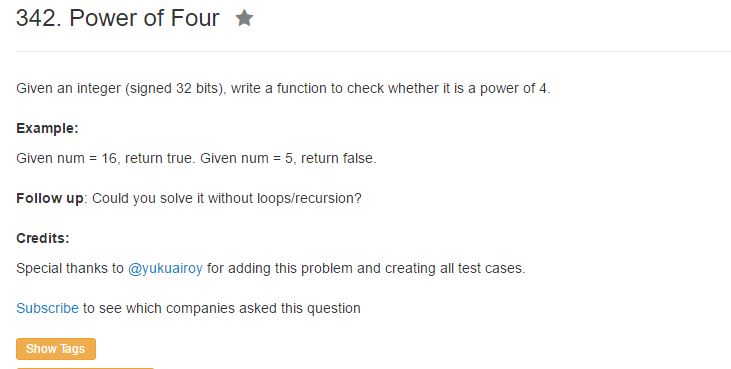 342. Power of Four
Given an integer (signed 32 bits), write a function to check whether it is a power of 4.
Example:
Given num = 16, return true. Given num = 5, return false.
Follow up: Could you solve it without loops/recursion?
Credits:
Special thanks to @yukuairoy for adding this problem and creating all test cases.
Subscribe to see which companies asked this question
Show Tags